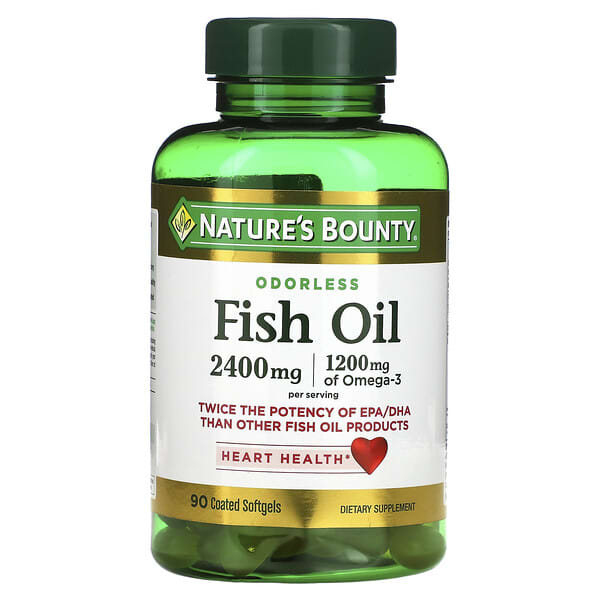 NATURE'S BOUNTY®
ODORLESS
Fish Oil
2400mg | 1200mg
of Omega-3
per serving
TWICE THE POTENCY OF EPA/DHA
THAN OTHER FISH OIL PRODUCTS
HEART HEALTH*
90 Coated Softgels
DIETARY SUPPLEMENT